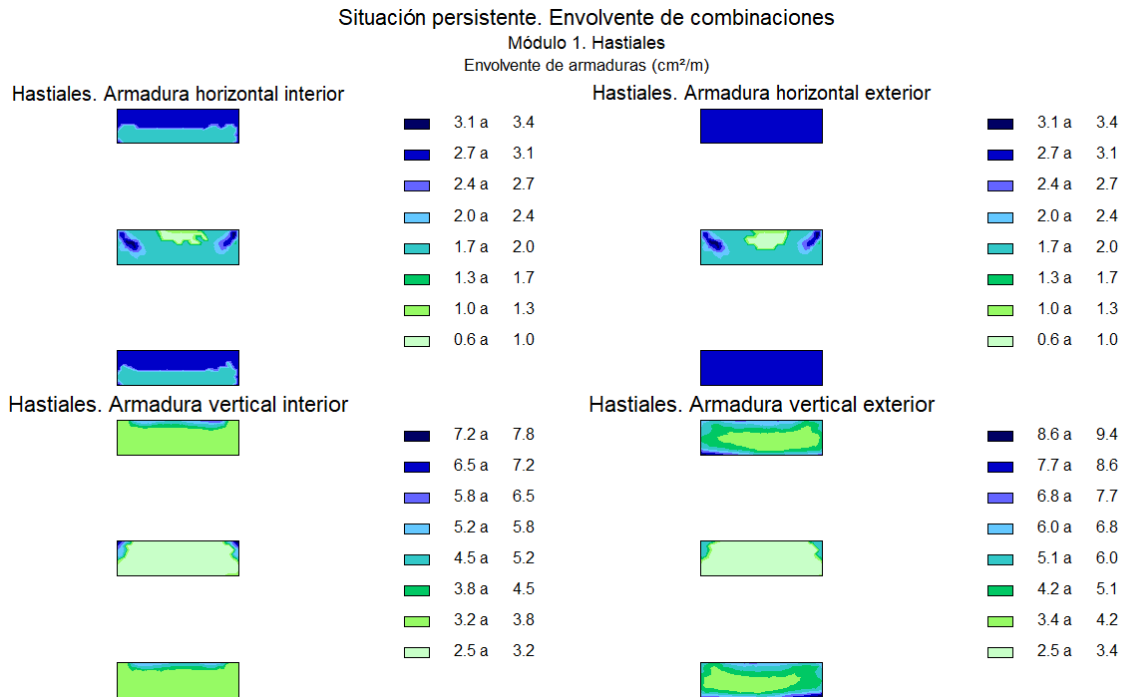 Situación persistente. Envolvente de combinaciones
Módulo 1. Hastiales
Envolvente de armaduras (cm²/m)
Hastiales. Armadura horizontal interior
3.1 a 3.4
2.7 a 3.1
2.4 a 2.7
2.0 a 2.4
1.7 a 2.0
1.3 a 1.7
1.0 a 1.3
0.6 a 1.0
Hastiales. Armadura horizontal exterior
3.1 a 3.4
2.7 a 3.1
2.4 a 2.7
2.0 a 2.4
1.7 a 2.0
1.3 a 1.7
1.0 a 1.3
0.6 a 1.0
Hastiales. Armadura vertical interior
7.2 a 7.8
6.5 a 7.2
5.8 a 6.5
5.2 a 5.8
4.5 a 5.2
3.8 a 4.5
3.2 a 3.8
2.5 a 3.2
Hastiales. Armadura vertical exterior
8.6 a 9.4
7.7 a 8.6
6.8 a 7.7
6.0 a 6.8
5.1 a 6.0
4.2 a 5.1
3.4 a 4.2
2.5 a 3.4